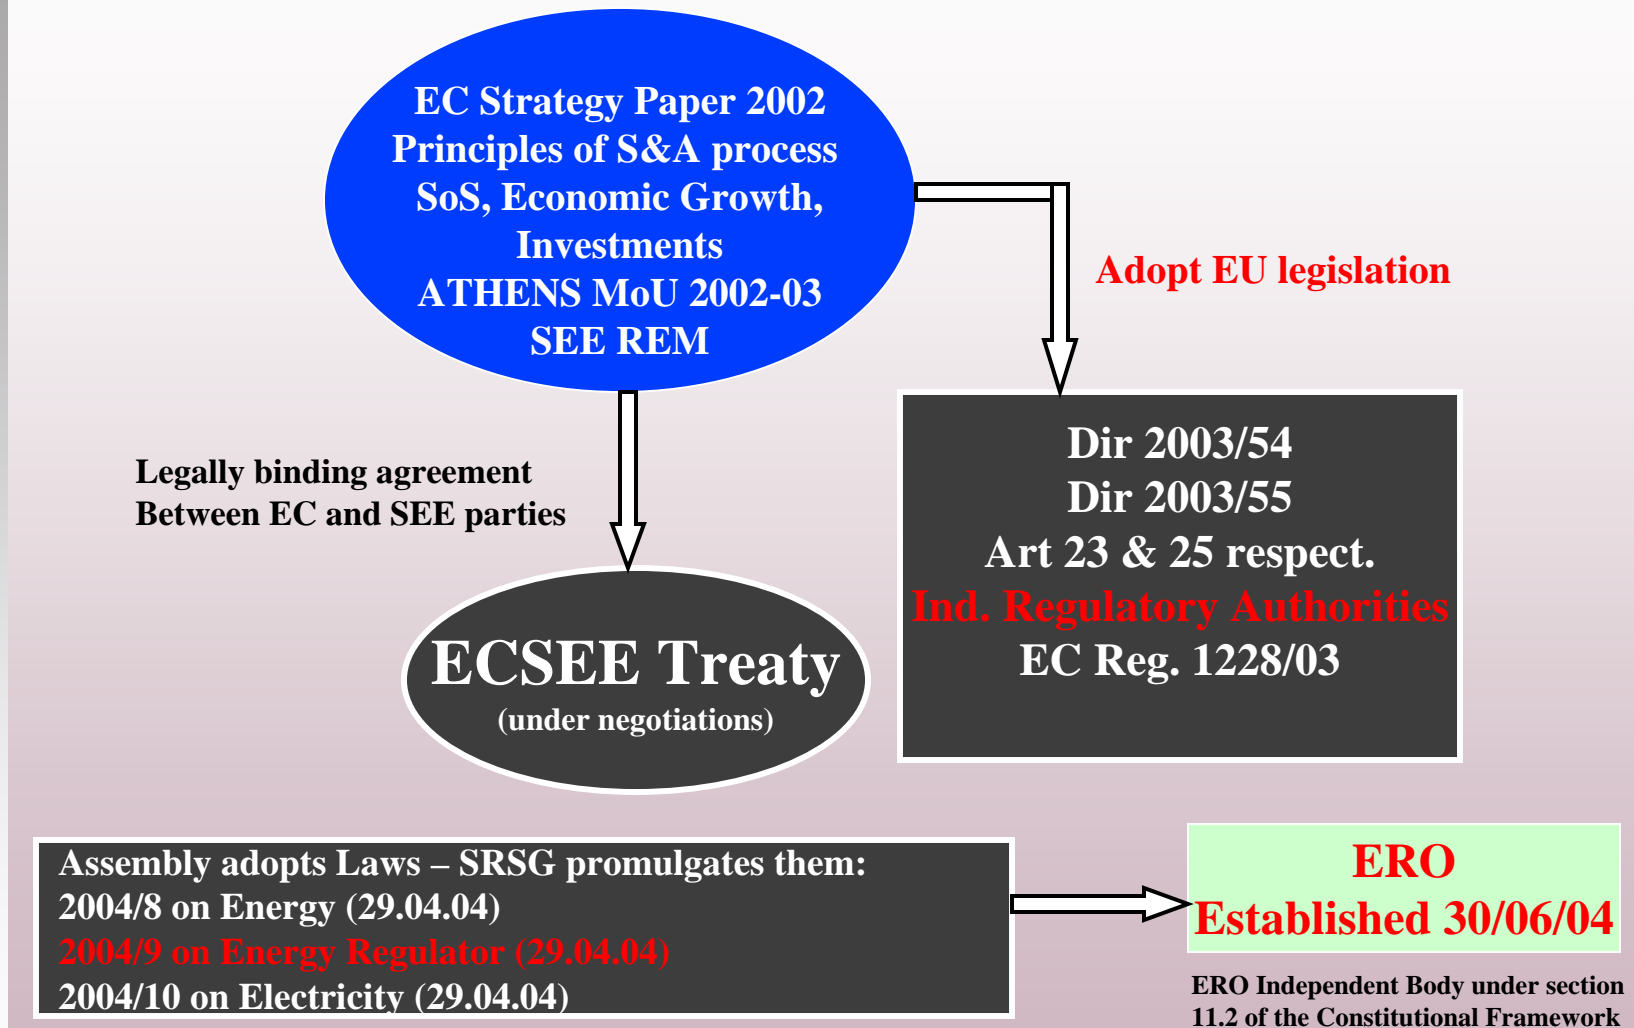 EC Strategy Paper 2002
Principles of S&A process
SoS, Economic Growth,
Investments
ATHENS MoU 2002-03
SEE REM
Adopt EU legislation
Legally binding agreement
Between EC and SEE parties
Dir 2003/54
Dir 2003/55
Art 23 & 25 respect.
Ind. Regulatory Authorities
EC Reg. 1228/03
ECSEE Treaty
(under negotiations)
Assembly adopts Laws – SRSG promulgates them:
2004/8 on Energy (29.04.04)
2004/9 on Energy Regulator (29.04.04)
2004/10 on Electricity (29.04.04)
ERO
Established 30/06/04
ERO Independent Body under section
11.2 of the Constitutional Framework